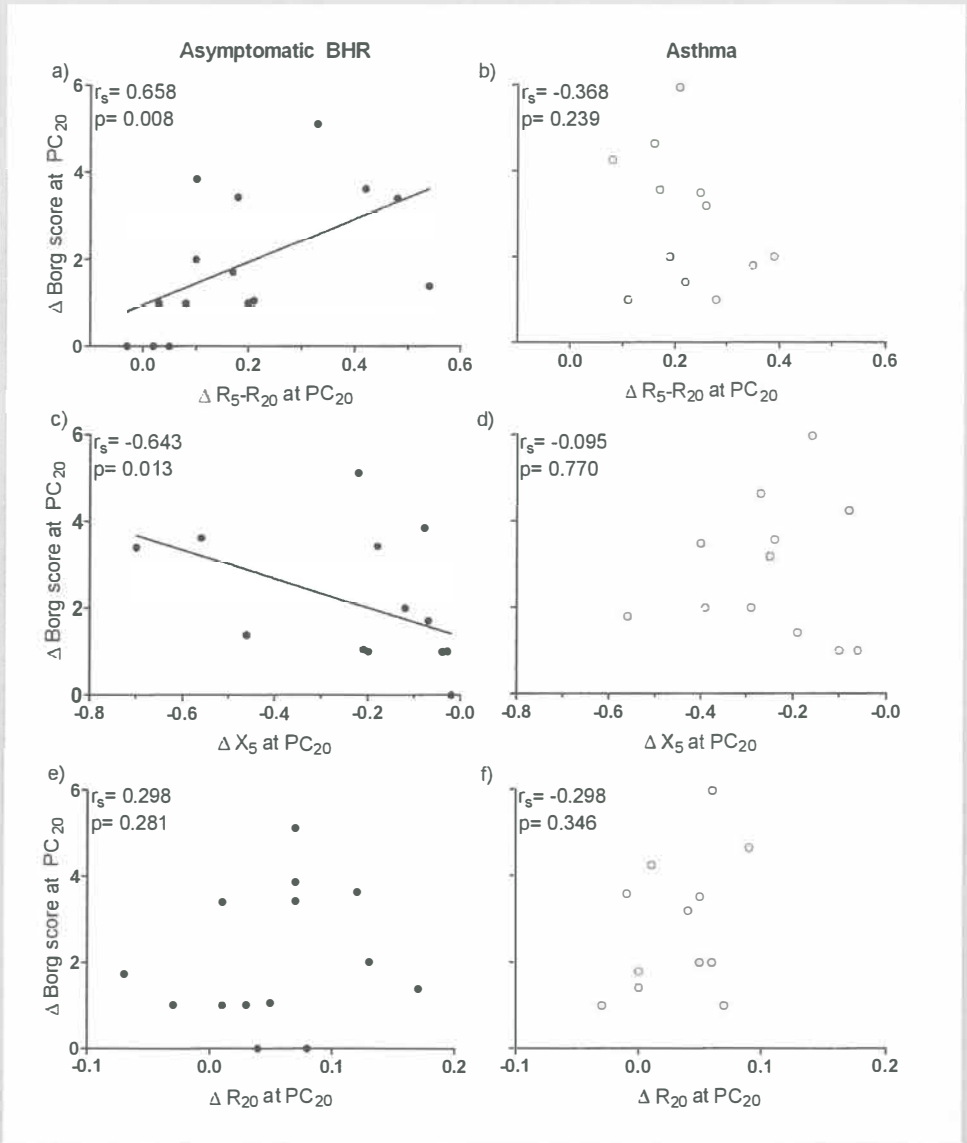 Asymptomatic BHR
Asthma
a)
rs= 0.658
p= 0.008
Δ Borg score at PC20
6
4
2
0
0.0 0.2 0.4 0.6
Δ R5-R20 at PC20
b)
rs= -0.368
p= 0.239
0.0 0.2 0.4 0.6
Δ R5-R20 at PC20
c)
rs= -0.643
p= 0.013
Δ Borg score at PC20
6
4
2
0
-0.8 -0.6 -0.4 -0.2 -0.0
Δ X5 at PC20
d)
rs= -0.095
p= 0.770
-0.8 -0.6 -0.4 -0.2 -0.0
Δ X5 at PC20
e)
rs= 0.298
p= 0.281
Δ Borg score at PC20
6
4
2
0
-0.1 0.0 0.1 0.2
Δ R20 at PC20
f)
rs= -0.298
p= 0.346
-0.1 0.0 0.1 0.2
Δ R20 at PC20